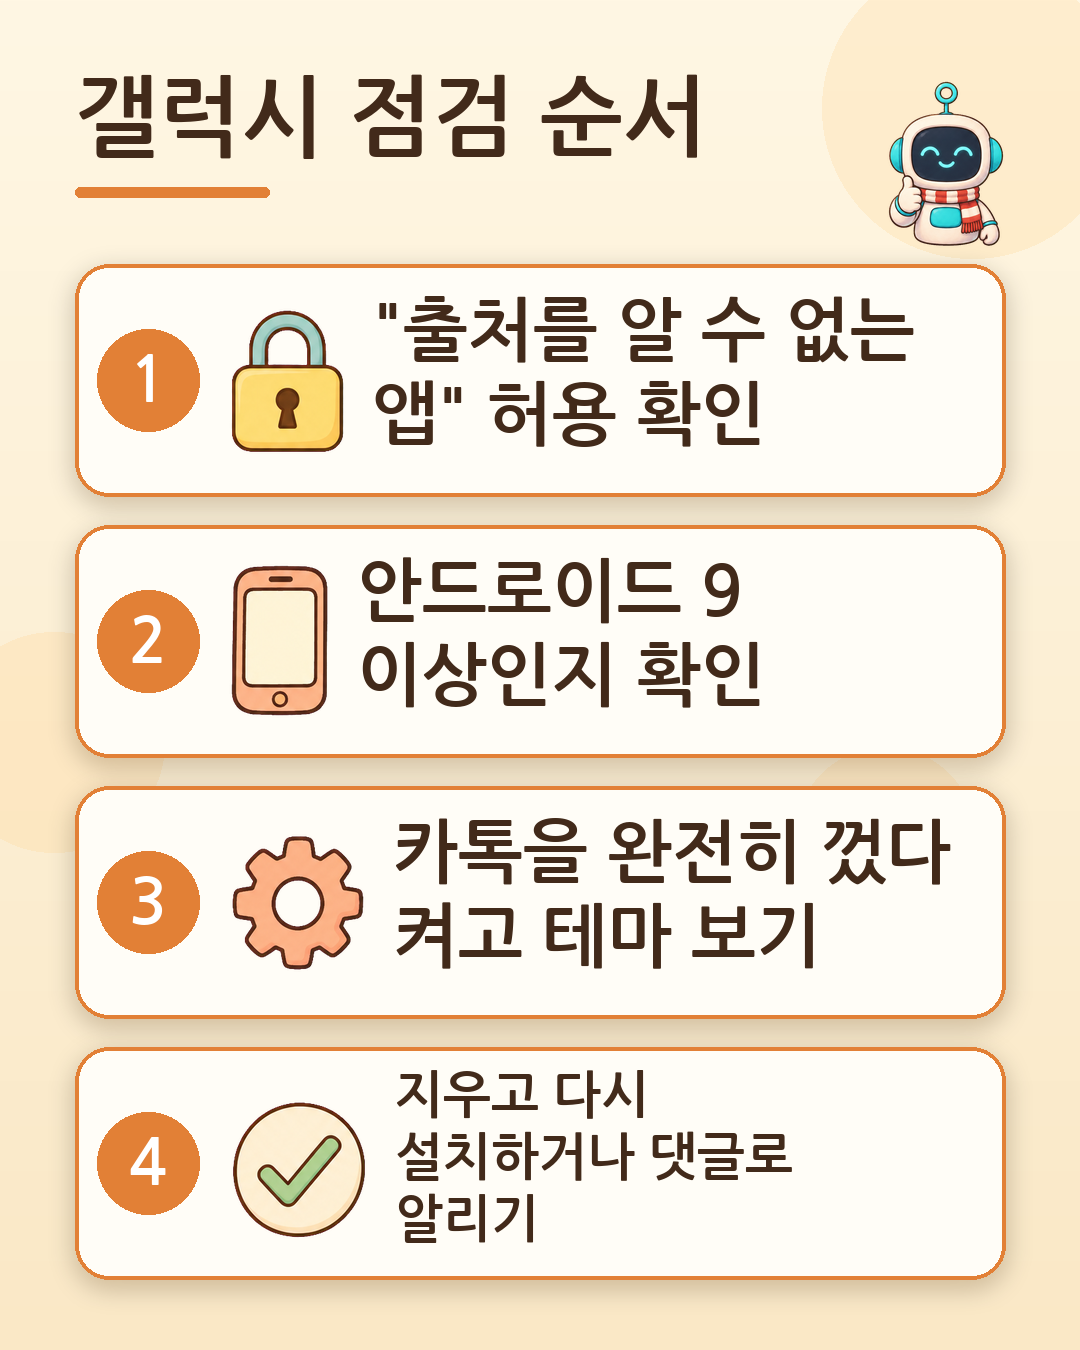 갤럭시 점검 순서
1
"출처를 알 수 없는
앱" 허용 확인
2
안드로이드 9
이상인지 확인
3
카톡을 완전히 껐다
켜고 테마 보기
4
지우고 다시
설치하거나 댓글로
알리기